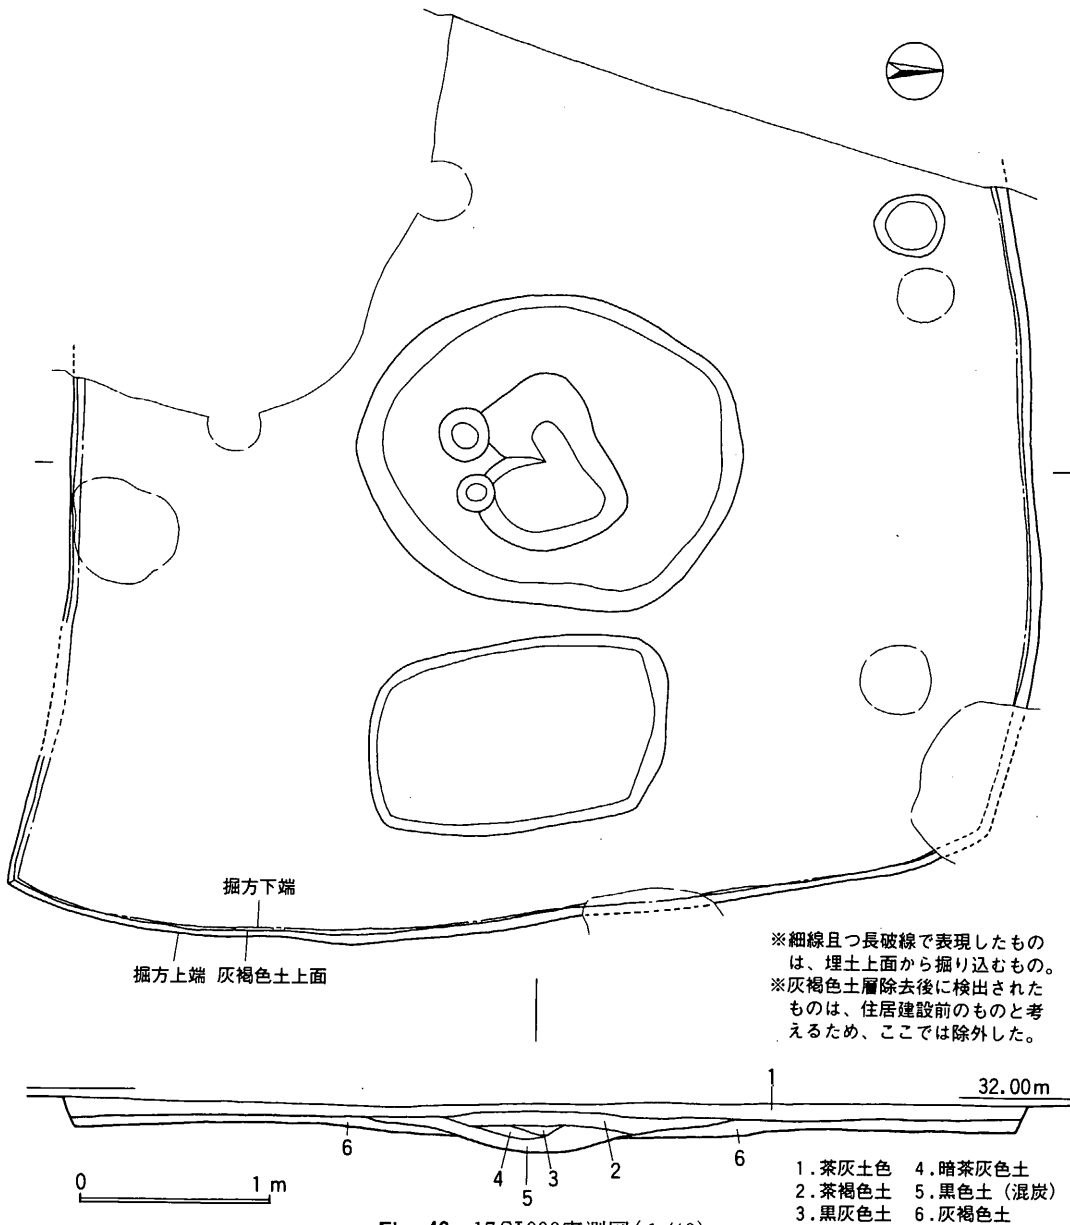 掘方下端
掘方上端 灰褐色土上面
※細線且つ長破線で表現したもの
は、埋土上面から掘り込むもの。
※灰褐色土層除去後に検出された
ものは、住居建設前のものと考
えるため、ここでは除外した。
1
32.00m
6
4
5
3
2
6
0
1 m
1.茶灰土色 4.暗茶灰色土
2.茶褐色土 5.黒色土（混炭）
3.黒灰色土 6.灰褐色土